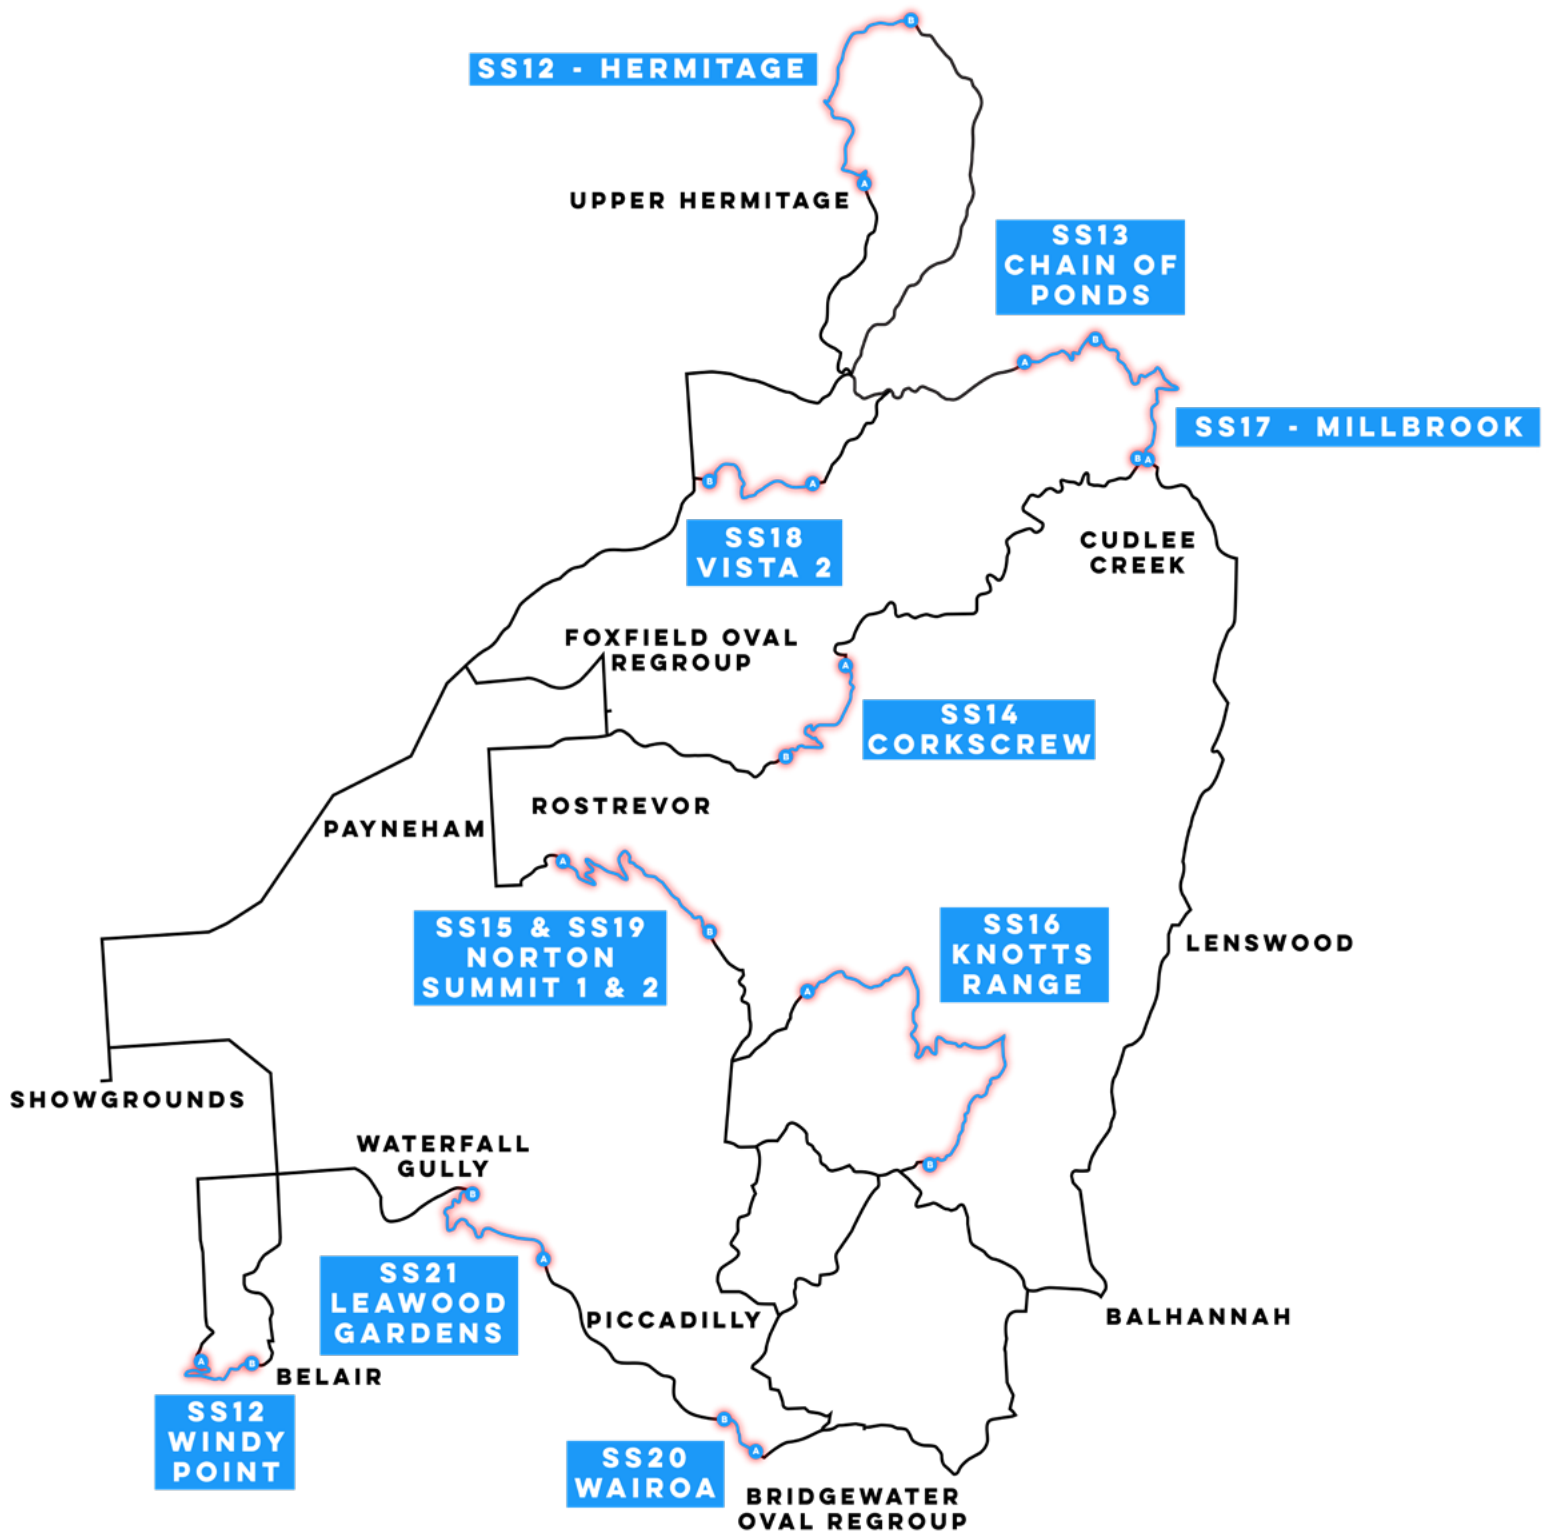 SS12 - HERMITAGE
UPPER HERMITAGE
SS13
CHAIN OF
PONDS
SS17 - MILLBROOK
CUDLEE
CREEK
SS18
VISTA 2
FOXFIELD OVAL
REGROUP
SS14
CORKSCREW
ROSTREVOR
PAYNEHAM
SS15 & SS19
NORTON
SUMMIT 1 & 2
SS16
KNOTTS
RANGE
LENSWOOD
SHOWGROUNDS
WATERFALL
GULLY
SS21
LEAWOOD
GARDENS
PICCADILLY
BALHANNAH
BELAIR
SS12
WINDY
POINT
SS20
WAIROA
BRIDGEWATER
OVAL REGROUP
B
A
A
B
B
A
B
A
A
B
A
B
A
B
B
A
A
B
B
A